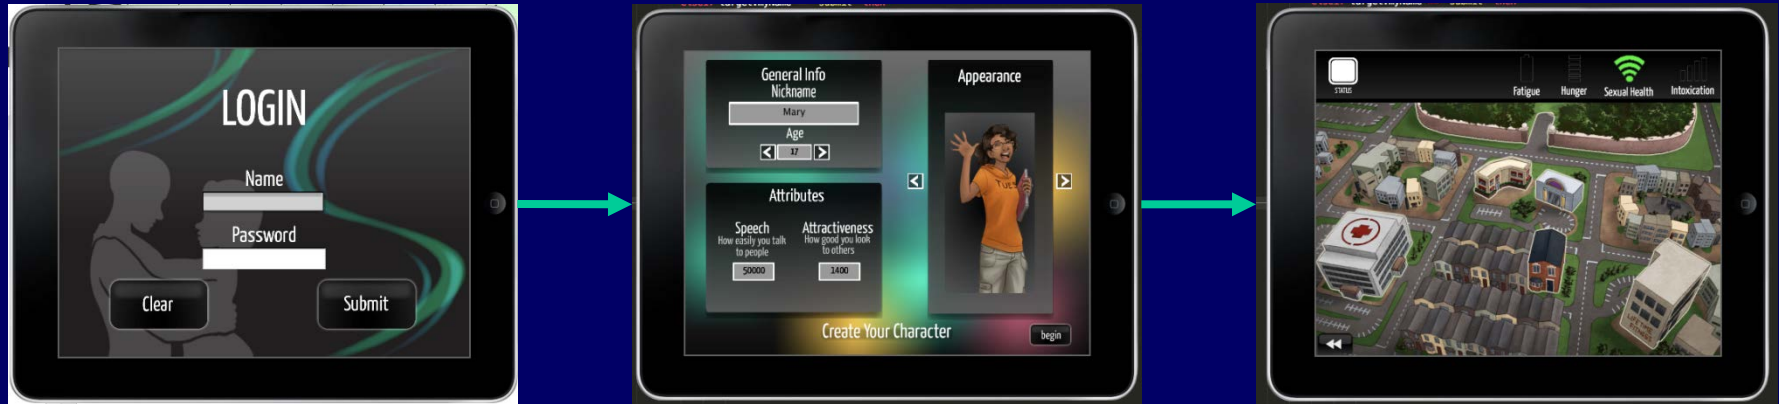 LOGIN
Name
Password
Clear
Submit
General Info
Nickname
Mary
Age
17
Attributes
Speech
How easily you talk
to people
50000
Attractiveness
How good you look
to others
1400
Appearance
TUES
Create Your Character
begin
STATUS
Fatigue
Hunger
Sexual Health
Intoxication